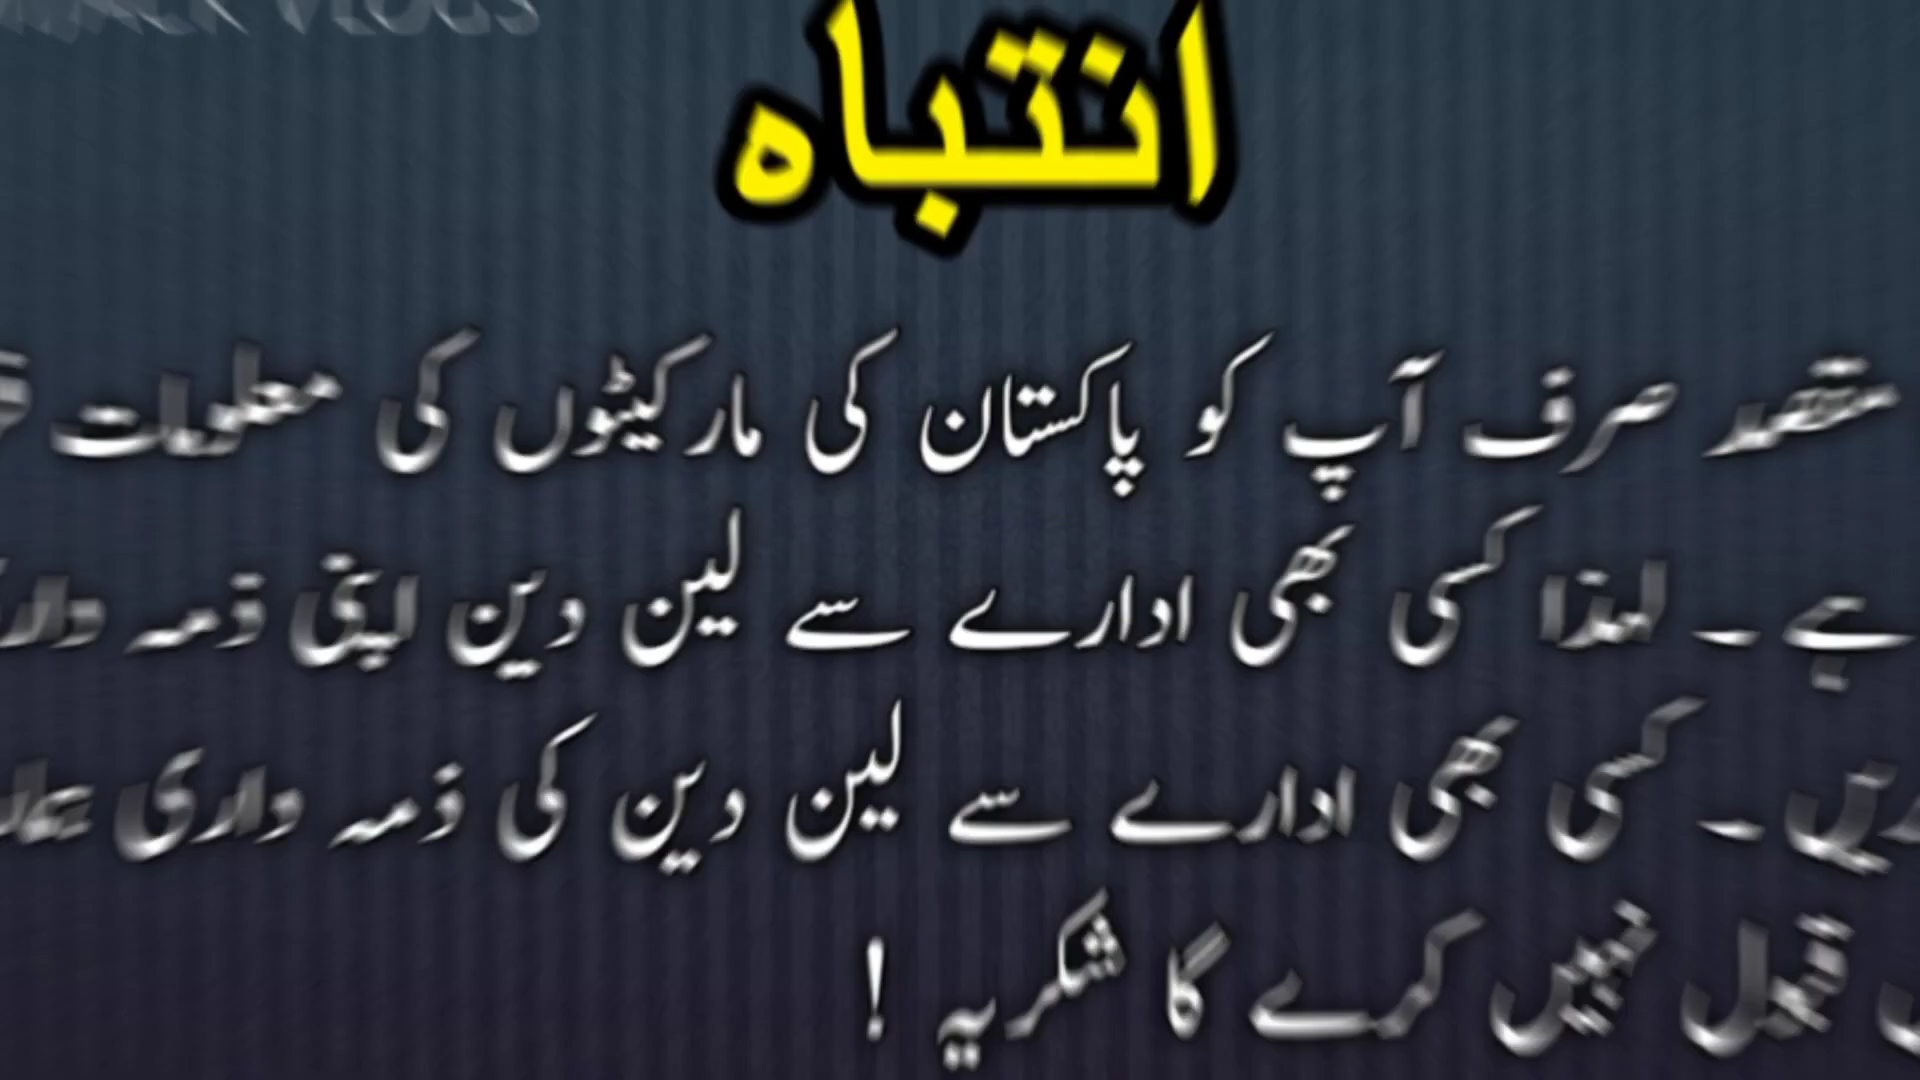 VLOGS
انتباہ
مقصد صرف آپ کو پاکستان کی مارکیٹوں کی معلومات
ہے ۔ لہذا کسی بھی ادارے سے لین دین اپنی ذمہ
۔ کسی بھی ادارے سے لین دین کی ذمہ داری
قبول نہیں کرے گا شکریہ !